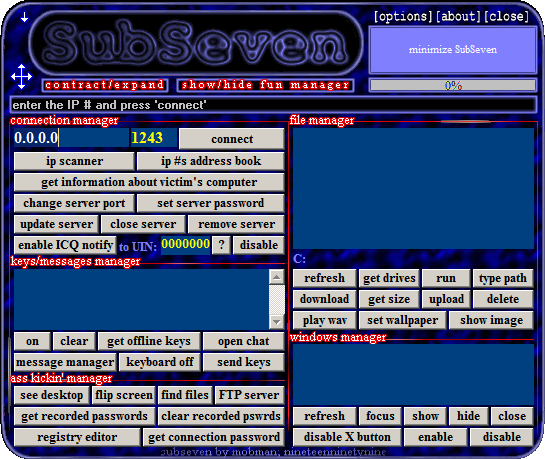 [options][about][close]
SubSeven
minimize SubSeven
contract/expand show/hide fun manager
0%
enter the IP # and press 'connect'
connection manager
0.0.0.0 1243 connect
ip scanner ip #s address book
get information about victim's computer
change server port set server password
update server close server remove server
enable ICQ notify to UIN: 0000000 ? disable
keys/messages manager
on clear get offline keys open chat
message manager keyboard off send keys
ass kickin' manager
see desktop flip screen find files FTP server
get recorded passwords clear recorded pswrds
registry editor get connection password
file manager
C:
refresh get drives run type path
download get size upload delete
play wav set wallpaper show image
windows manager
refresh focus show hide close
disable X button enable disable
subseven by mobman; nineteenninetynine